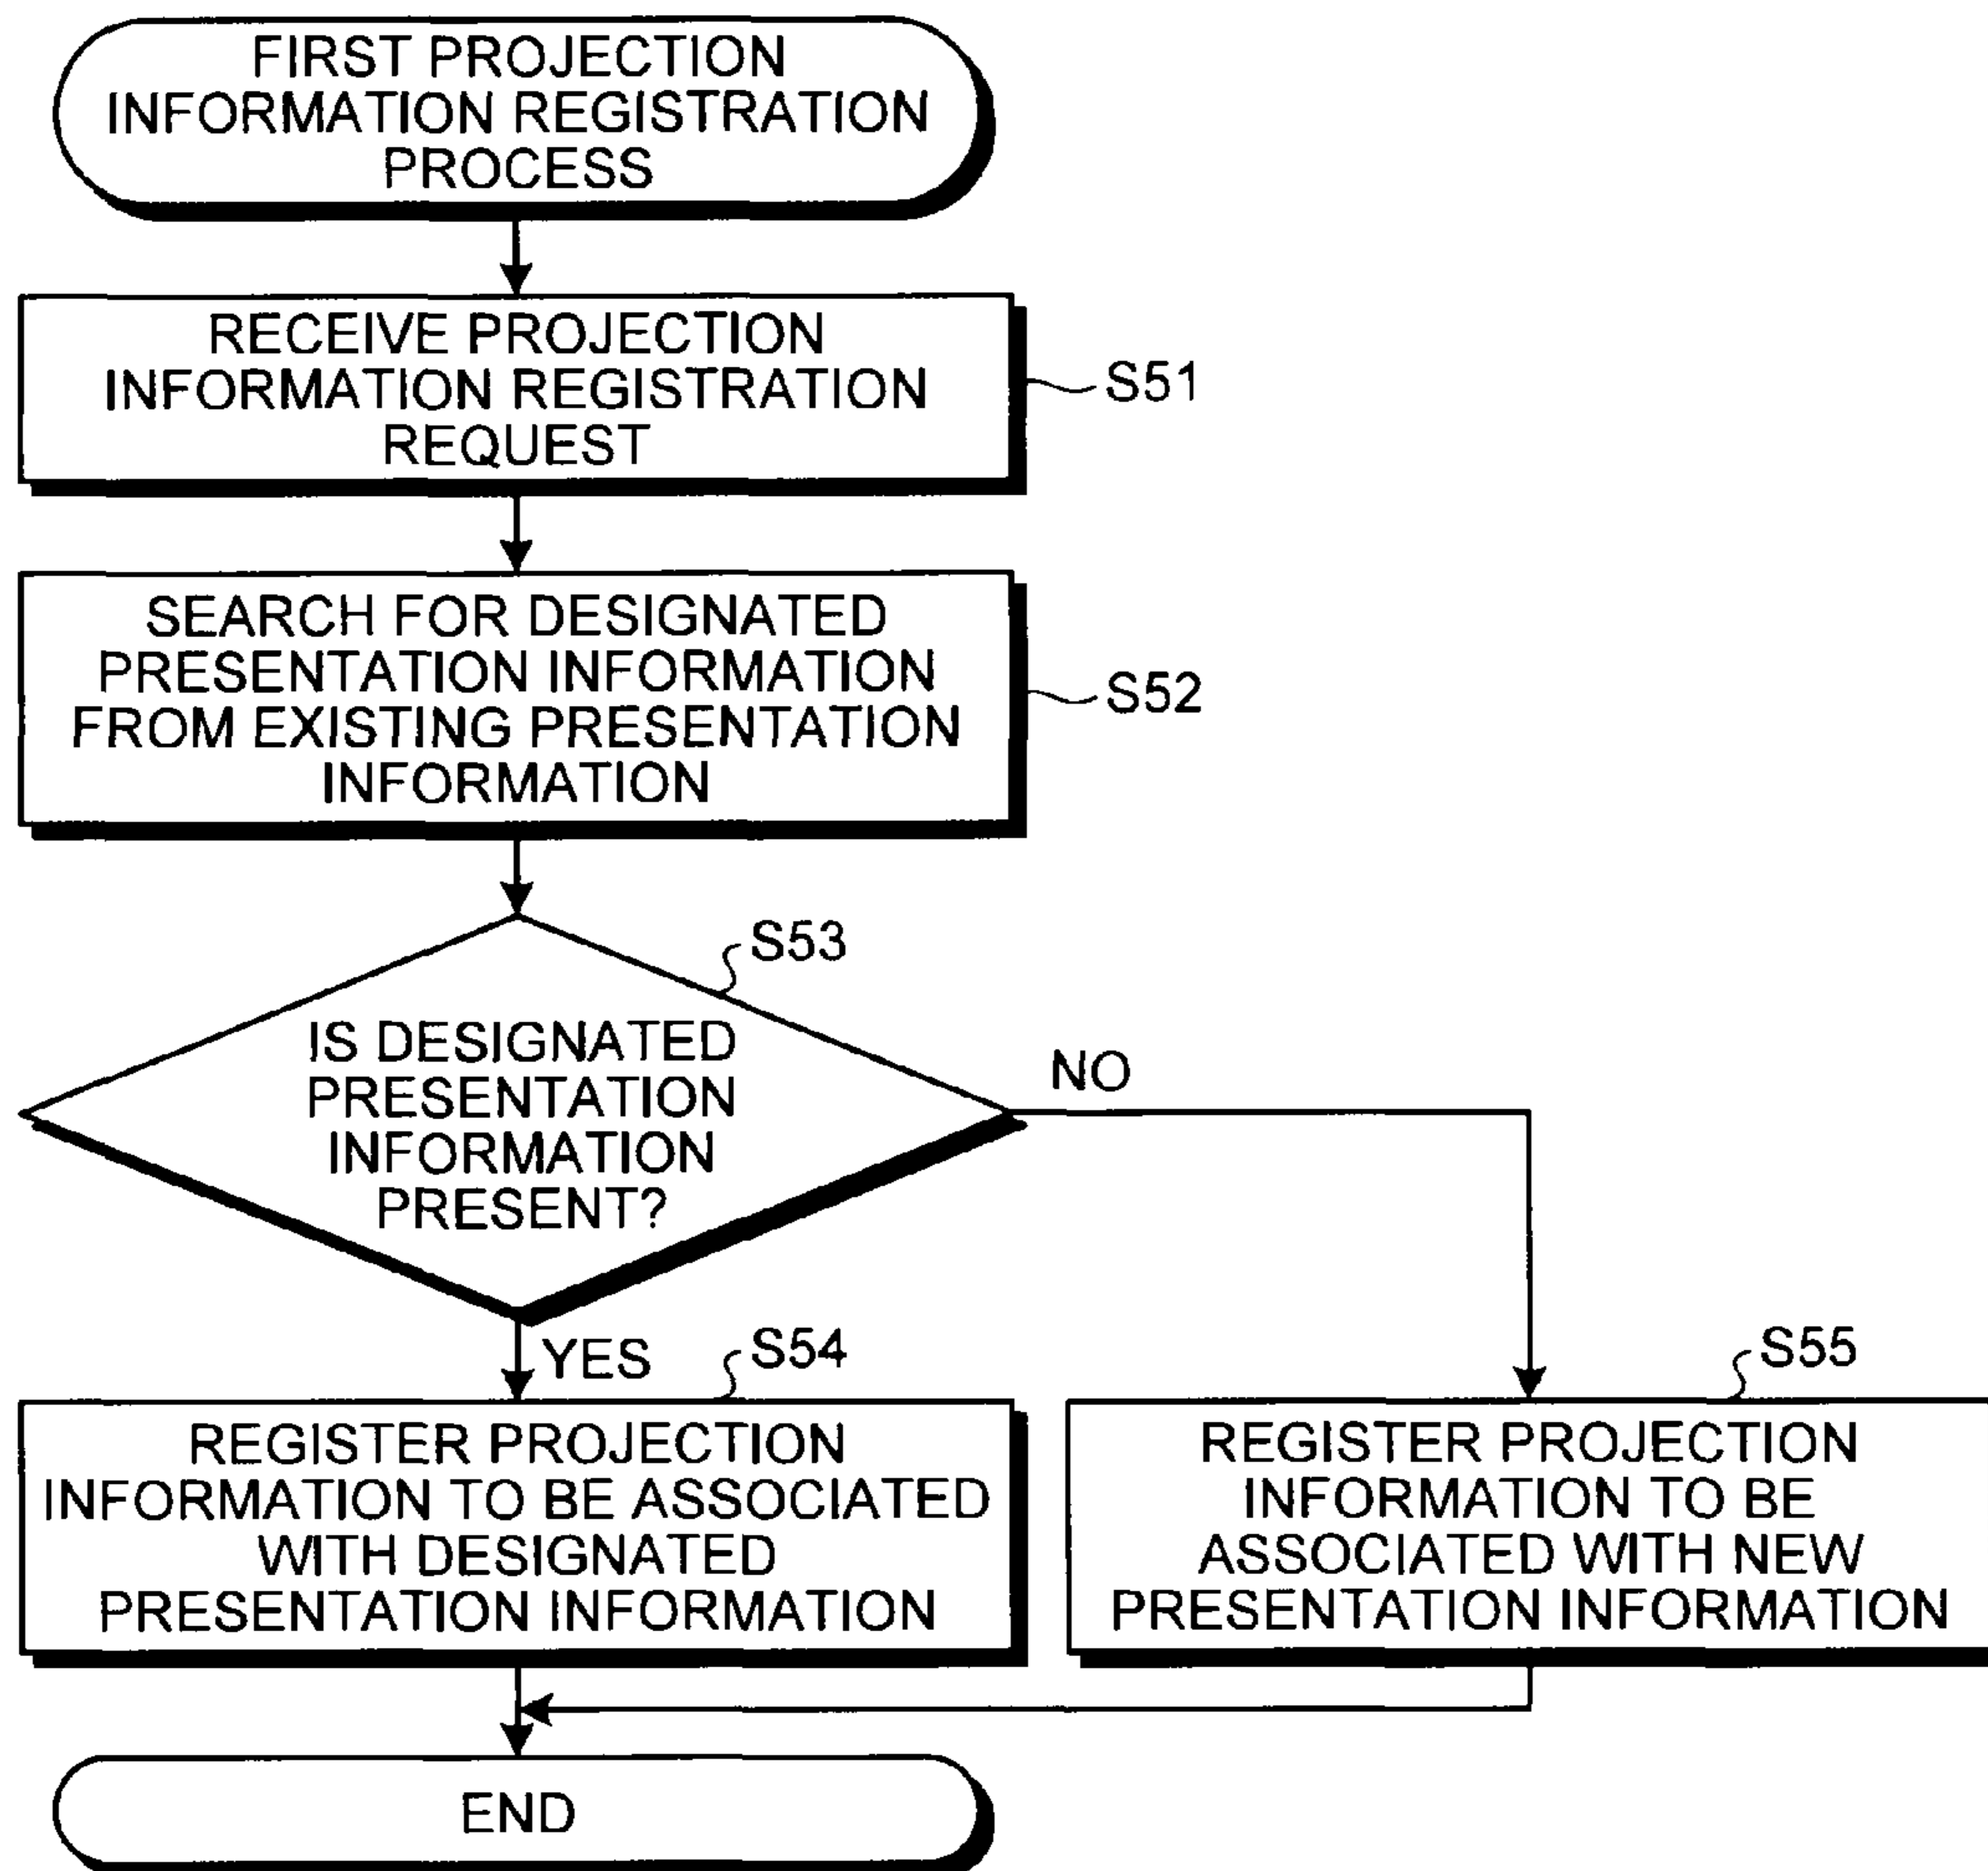 FIRST PROJECTION
INFORMATION REGISTRATION
PROCESS
RECEIVE PROJECTION
INFORMATION REGISTRATION
REQUEST
S51
SEARCH FOR DESIGNATED
PRESENTATION INFORMATION
FROM EXISTING PRESENTATION
INFORMATION
S52
S53
IS DESIGNATED
PRESENTATION
INFORMATION
PRESENT?
NO
YES
S54
REGISTER PROJECTION
INFORMATION TO BE ASSOCIATED
WITH DESIGNATED
PRESENTATION INFORMATION
S55
REGISTER PROJECTION
INFORMATION TO BE
ASSOCIATED WITH NEW
PRESENTATION INFORMATION
END